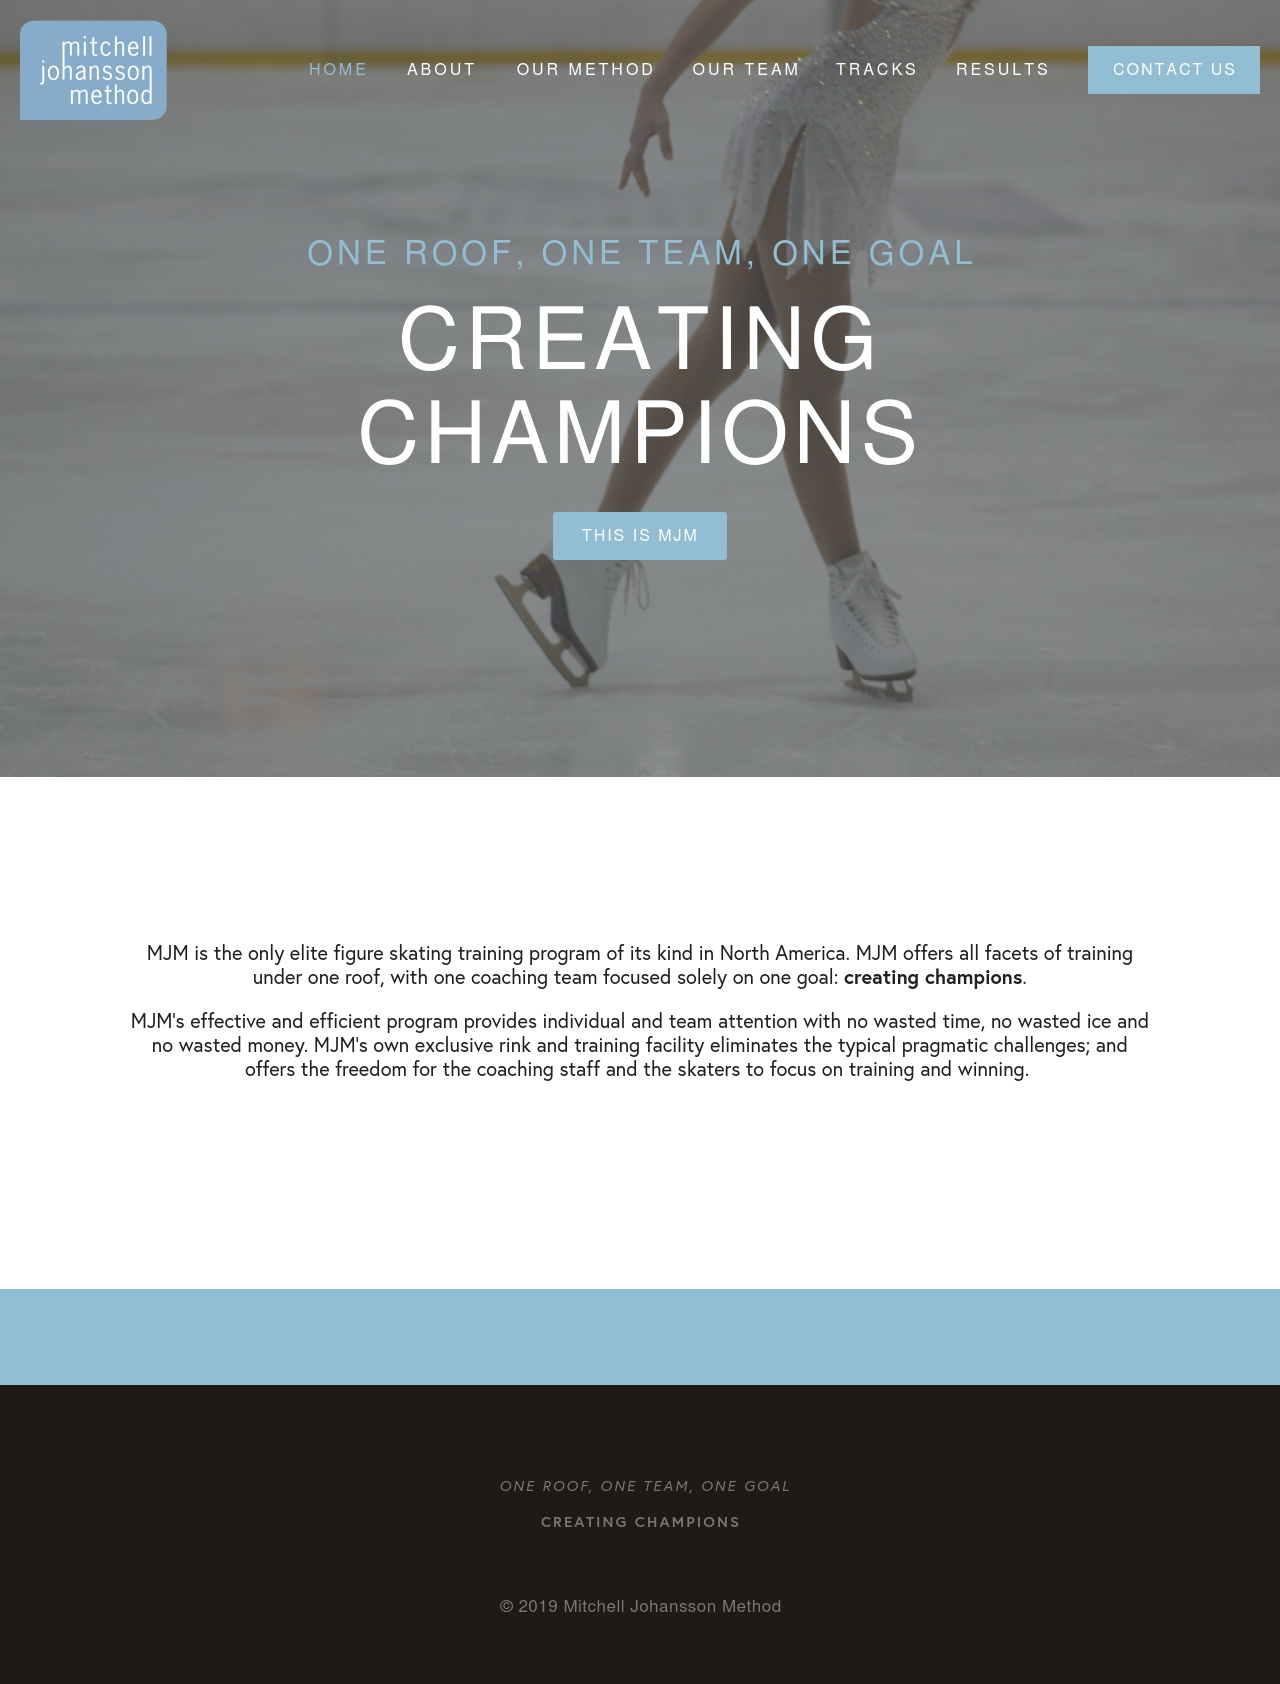 mitchell
johansson
method
HOME ABOUT OUR METHOD OUR TEAM TRACKS RESULTS CONTACT US
ONE ROOF, ONE TEAM, ONE GOAL
CREATING
CHAMPIONS
THIS IS MJM
MJM is the only elite figure skating training program of its kind in North America. MJM offers all facets of training
under one roof, with one coaching team focused solely on one goal: creating champions.
MJM's effective and efficient program provides individual and team attention with no wasted time, no wasted ice and
no wasted money. MJM's own exclusive rink and training facility eliminates the typical pragmatic challenges; and
offers the freedom for the coaching staff and the skaters to focus on training and winning.
ONE ROOF, ONE TEAM, ONE GOAL
CREATING CHAMPIONS
© 2019 Mitchell Johansson Method